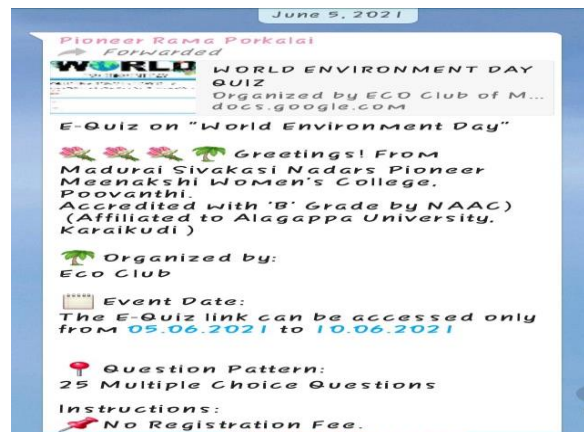 June 5, 2021
Pioneer Rama Porkalai
Forwarded
WORLD
WORLD ENVIRONMENT DAY
QUIZ
Organized by ECO Club of M...
docs.google.com
E-Quiz on "World Environment Day"
Greetings! From
Madurai Sivakasi Nadars Pioneer
Meenakshi Women's College,
Poovanthi.
Accredited with 'B' Grade by NAAC)
(Affiliated to Alagappa University,
Karaikudi )
Organized by:
Eco Club
Event Date:
The E-Quiz link can be accessed only
from 05.06.2021 to 10.06.2021
Question Pattern:
25 Multiple Choice Questions
Instructions:
No Registration Fee.